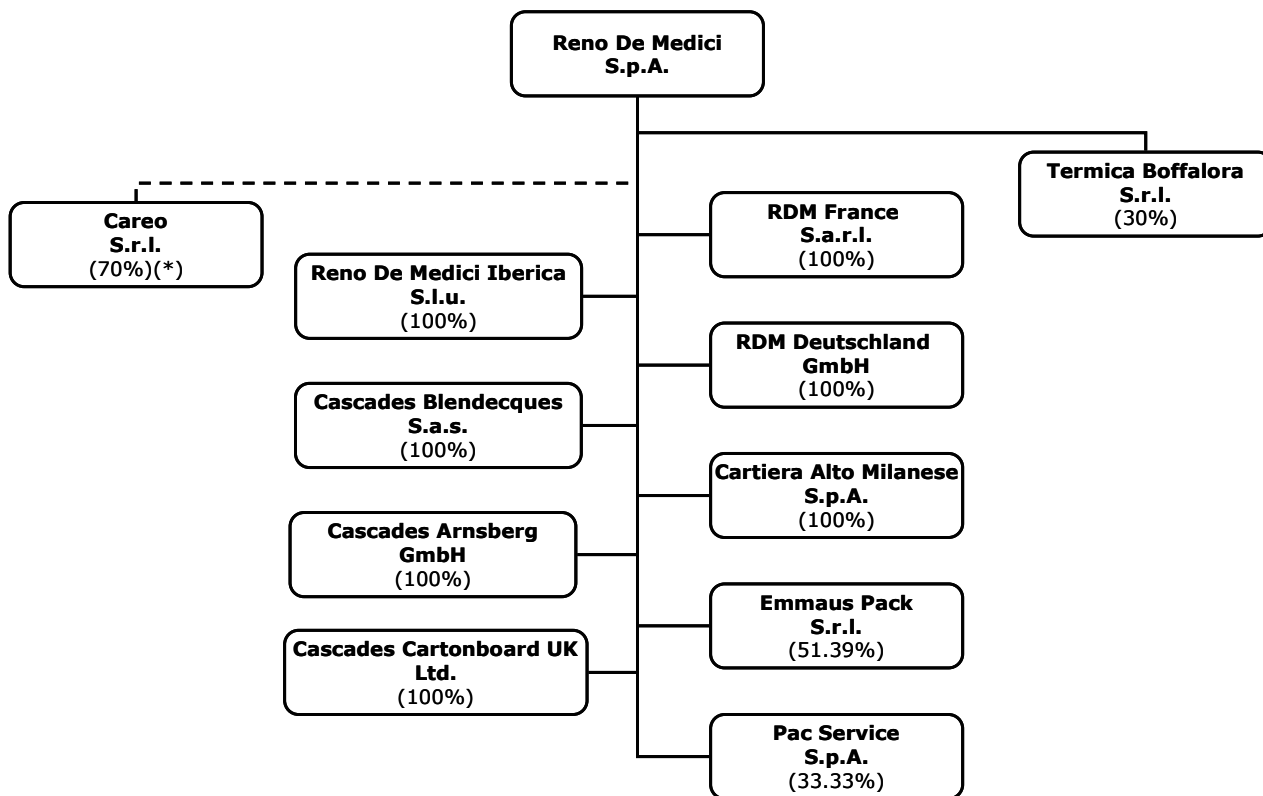 Reno De Medici
S.p.A.
Termica Boffalora
S.r.l.
(30%)
Careo
S.r.l.
(70%)(*)
RDM France
S.a.r.l.
(100%)
Reno De Medici Iberica
S.l.u.
(100%)
RDM Deutschland
GmbH
(100%)
Cascades Blendecques
S.a.s.
(100%)
Cartiera Alto Milanese
S.p.A.
(100%)
Cascades Arnsberg
GmbH
(100%)
Emmaus Pack
S.r.l.
(51.39%)
Cascades Cartonboard UK
Ltd.
(100%)
Pac Service
S.p.A.
(33.33%)